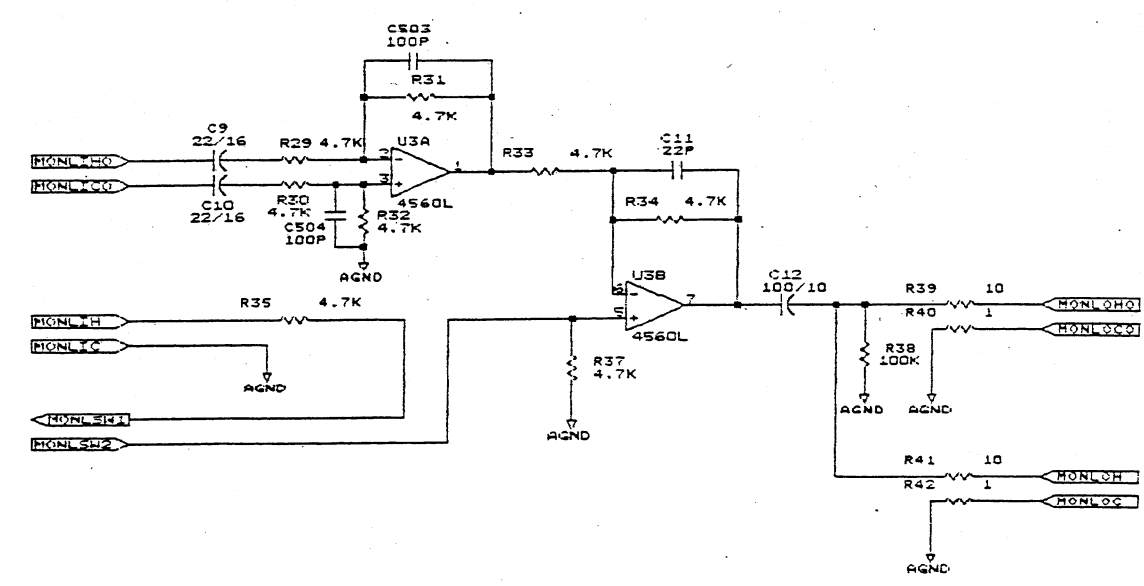 C503
100P
R31
4.7K
C9
22/16
R29 4.7K
U3A
MONLIHO
2
-
1
R33 4.7K
C11
22P
MONLICO
3
+
4560L
C10
22/16
R30
4.7K
C504
100P
R32
4.7K
R34 4.7K
AGND
U3B
6
-
7
C12
100/10
R35 4.7K
MONLIH
5
+
4560L
R39 10
MONLOHO
R40 1
MONLOCO
MONLIC
AGND
R37
4.7K
R38
100K
AGND
AGND
MONLSW1
MONLSW2
AGND
R41 10
MONLOH
R42 1
MONLOC
AGND